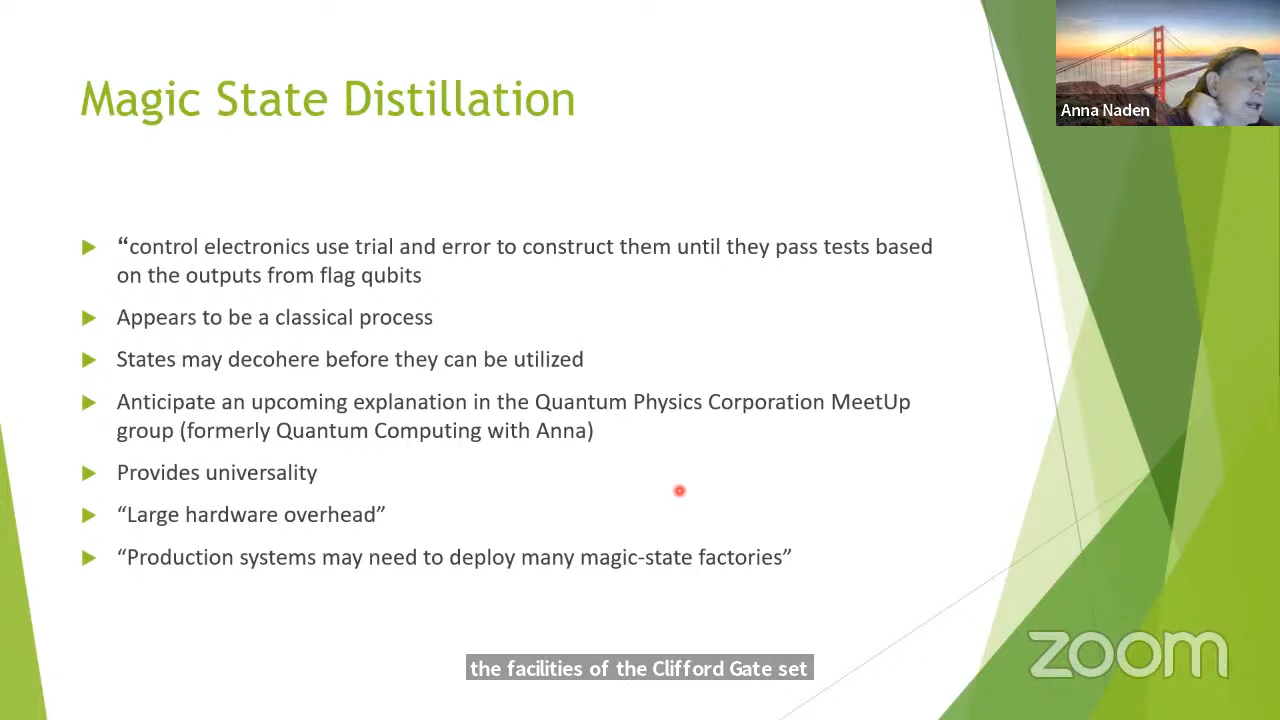 Magic State Distillation
Anna Naden
“control electronics use trial and error to construct them until they pass tests based
on the outputs from flag qubits
Appears to be a classical process
States may decohere before they can be utilized
Anticipate an upcoming explanation in the Quantum Physics Corporation MeetUp
group (formerly Quantum Computing with Anna)
Provides universality
“Large hardware overhead”
“Production systems may need to deploy many magic-state factories”
the facilities of the Clifford Gate set
zoom